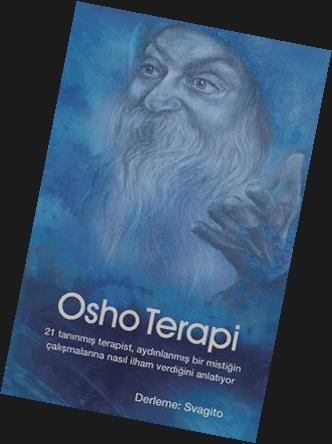 Osho Terapi
21 tanınmış terapist, aydınlanmış bir mistiğin
çalışmalarına nasıl ilham verdiğini anlatıyor
Derleme: Svagito